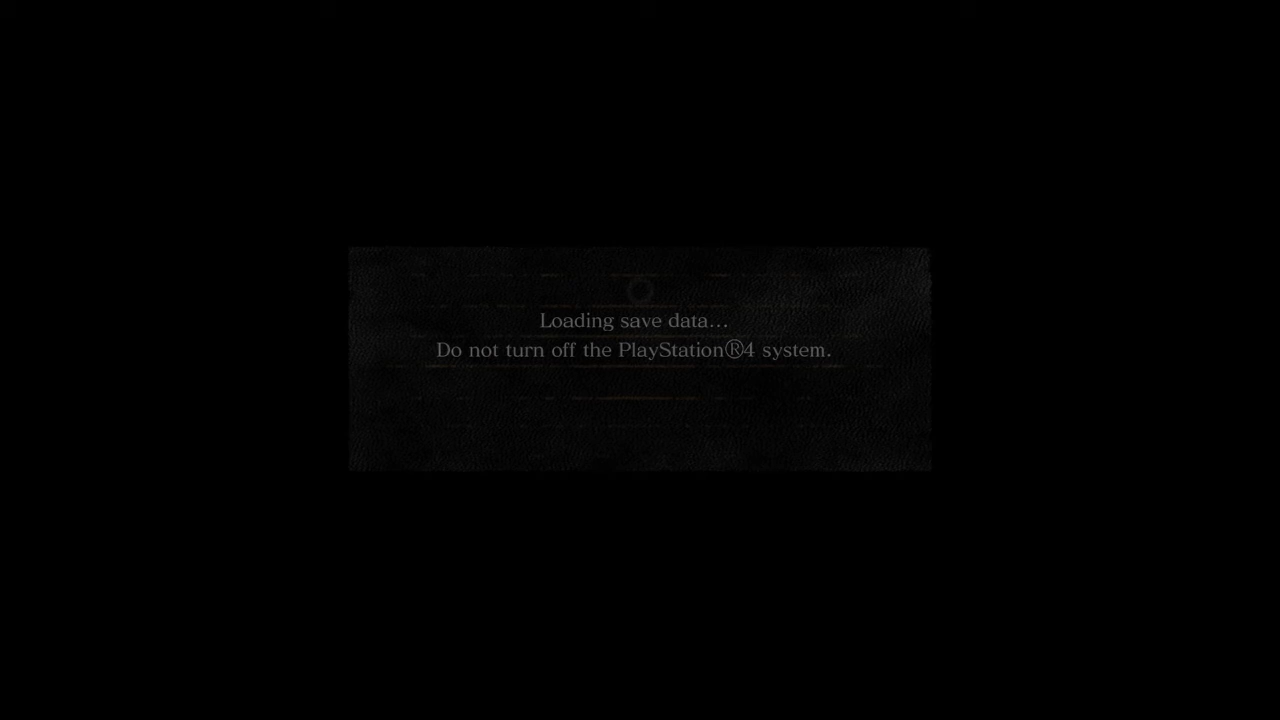 Loading save data...
Do not turn off the PlayStation®4 system.